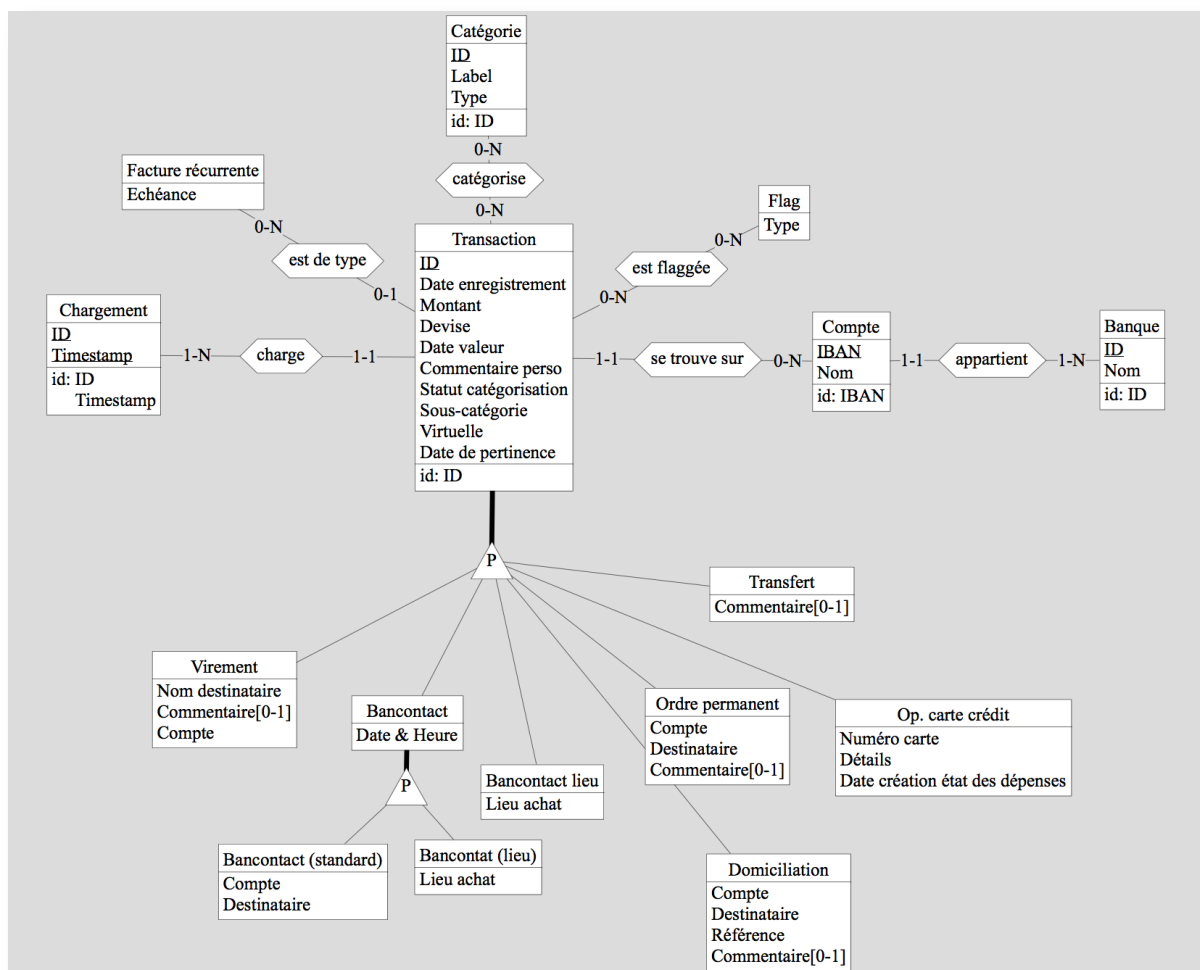 Catégorie
ID
Label
Type
id: ID
0-N
catégorise
0-N
Facture récurrente
Echéance
0-N
est de type
0-1
Flag
Type
0-N
est flaggée
0-N
Transaction
ID
Date enregistrement
Montant
Devise
Date valeur
Commentaire perso
Statut catégorisation
Sous-catégorie
Virtuelle
Date de pertinence
id: ID
Chargement
ID
Timestamp
id: ID
Timestamp
1-N
charge
1-1
1-1
se trouve sur
0-N
Compte
IBAN
Nom
id: IBAN
1-1
appartient
1-N
Banque
ID
Nom
id: ID
P
Transfert
Commentaire[0-1]
Virement
Nom destinataire
Commentaire[0-1]
Compte
Bancontact
Date & Heure
P
Bancontact lieu
Lieu achat
Ordre permanent
Compte
Destinataire
Commentaire[0-1]
Op. carte crédit
Numéro carte
Détails
Date création état des dépenses
Bancontact (standard)
Compte
Destinataire
Bancontat (lieu)
Lieu achat
Domiciliation
Compte
Destinataire
Référence
Commentaire[0-1]